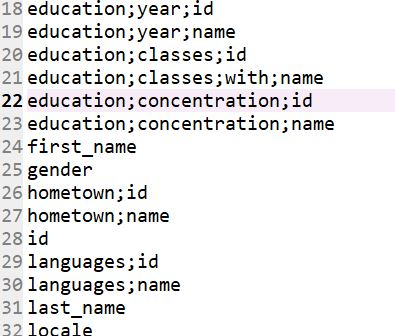 18 education;year;id
19 education;year;name
20 education;classes;id
21 education;classes;with;name
22 education;concentration;id
23 education;concentration;name
24 first_name
25 gender
26 hometown;id
27 hometown;name
28 id
29 languages;id
30 languages;name
31 last_name
32 locale